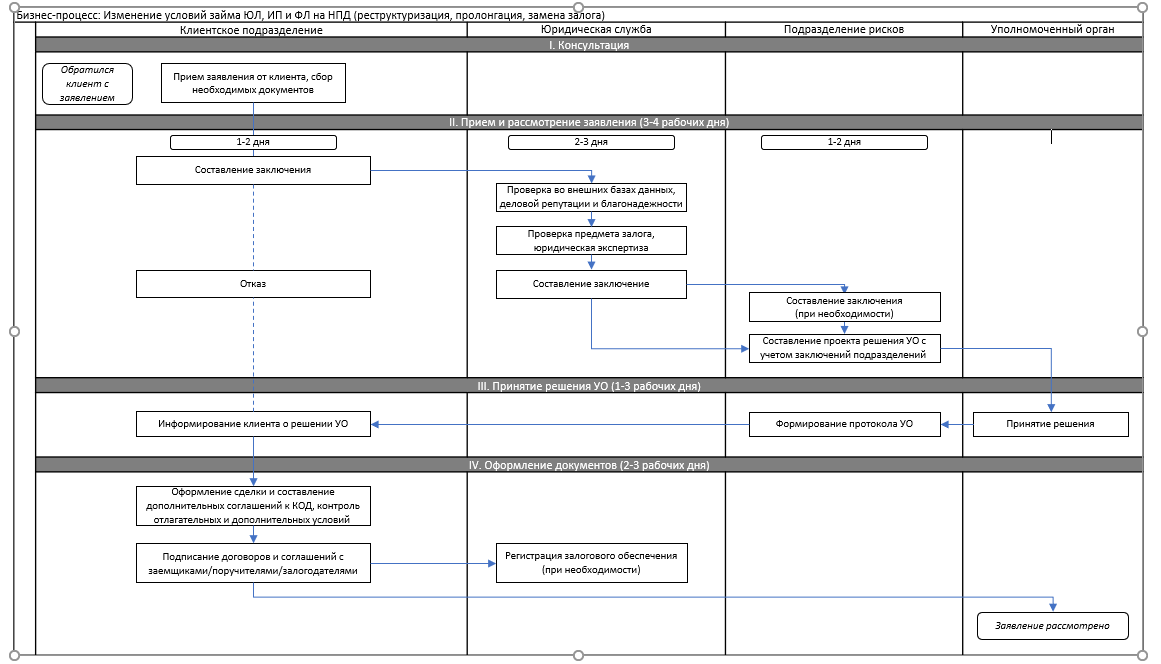 Бизнес-процесс: Изменение условий займа ЮЛ, ИП и ФЛ на НПД (реструктуризация, пролонгация, замена залога)
Клиентское подразделение
Юридическая служба
Подразделение рисков
Уполномоченный орган
I. Консультация
Обратился
клиент с
заявлением
Прием заявления от клиента, сбор
необходимых документов
II. Прием и рассмотрение заявления (3-4 рабочих дня)
1-2 дня
2-3 дня
1-2 дня
Составление заключения
Проверка во внешних базах данных,
деловой репутации и благонадежности
Проверка предмета залога,
юридическая экспертиза
Отказ
Составление заключение
Составление заключения
(при необходимости)
Составление проекта решения УО с
учетом заключений подразделений
III. Принятие решения УО (1-3 рабочих дня)
Информирование клиента о решении УО
Формирование протокола УО
Принятие решения
IV. Оформление документов (2-3 рабочих дня)
Оформление сделки и составление
дополнительных соглашений к КОД, контроль
отлагательных и дополнительных условий
Подписание договоров и соглашений с
заемщиками/поручителями/залогодателями
Регистрация залогового обеспечения
(при необходимости)
Заявление рассмотрено